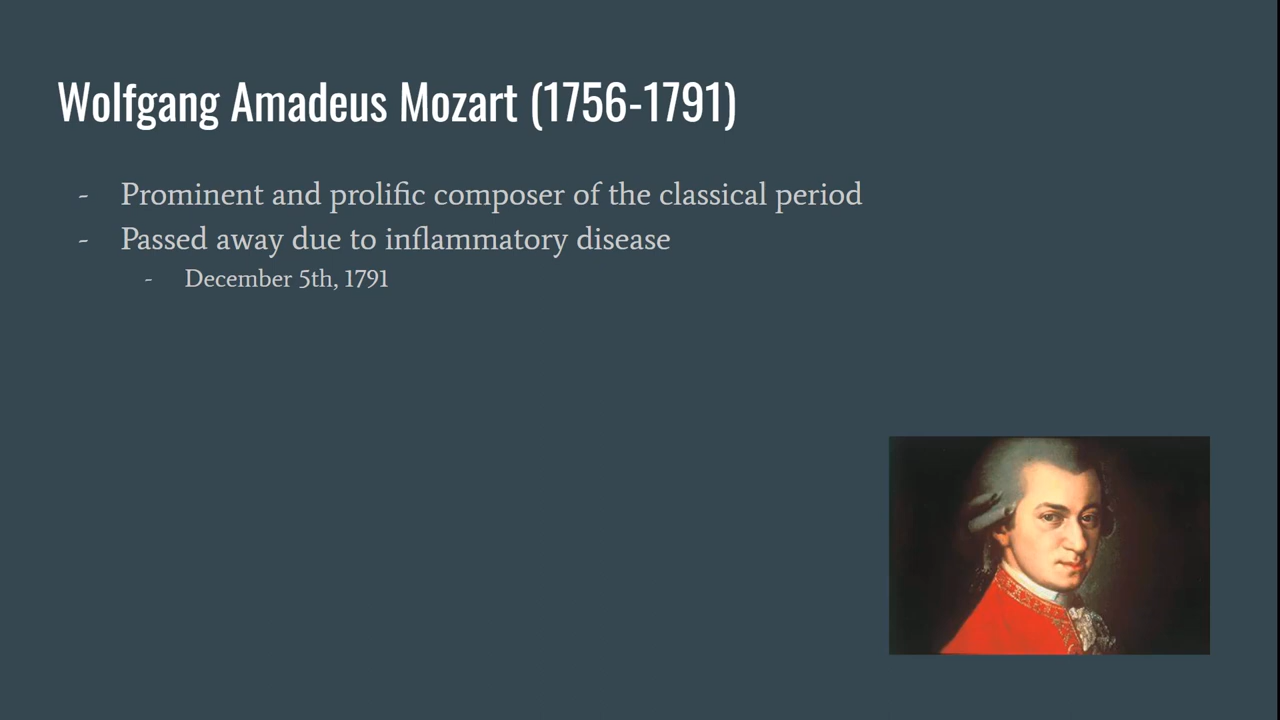 Wolfgang Amadeus Mozart (1756-1791)
- Prominent and prolific composer of the classical period
- Passed away due to inflammatory disease
- December 5th, 1791